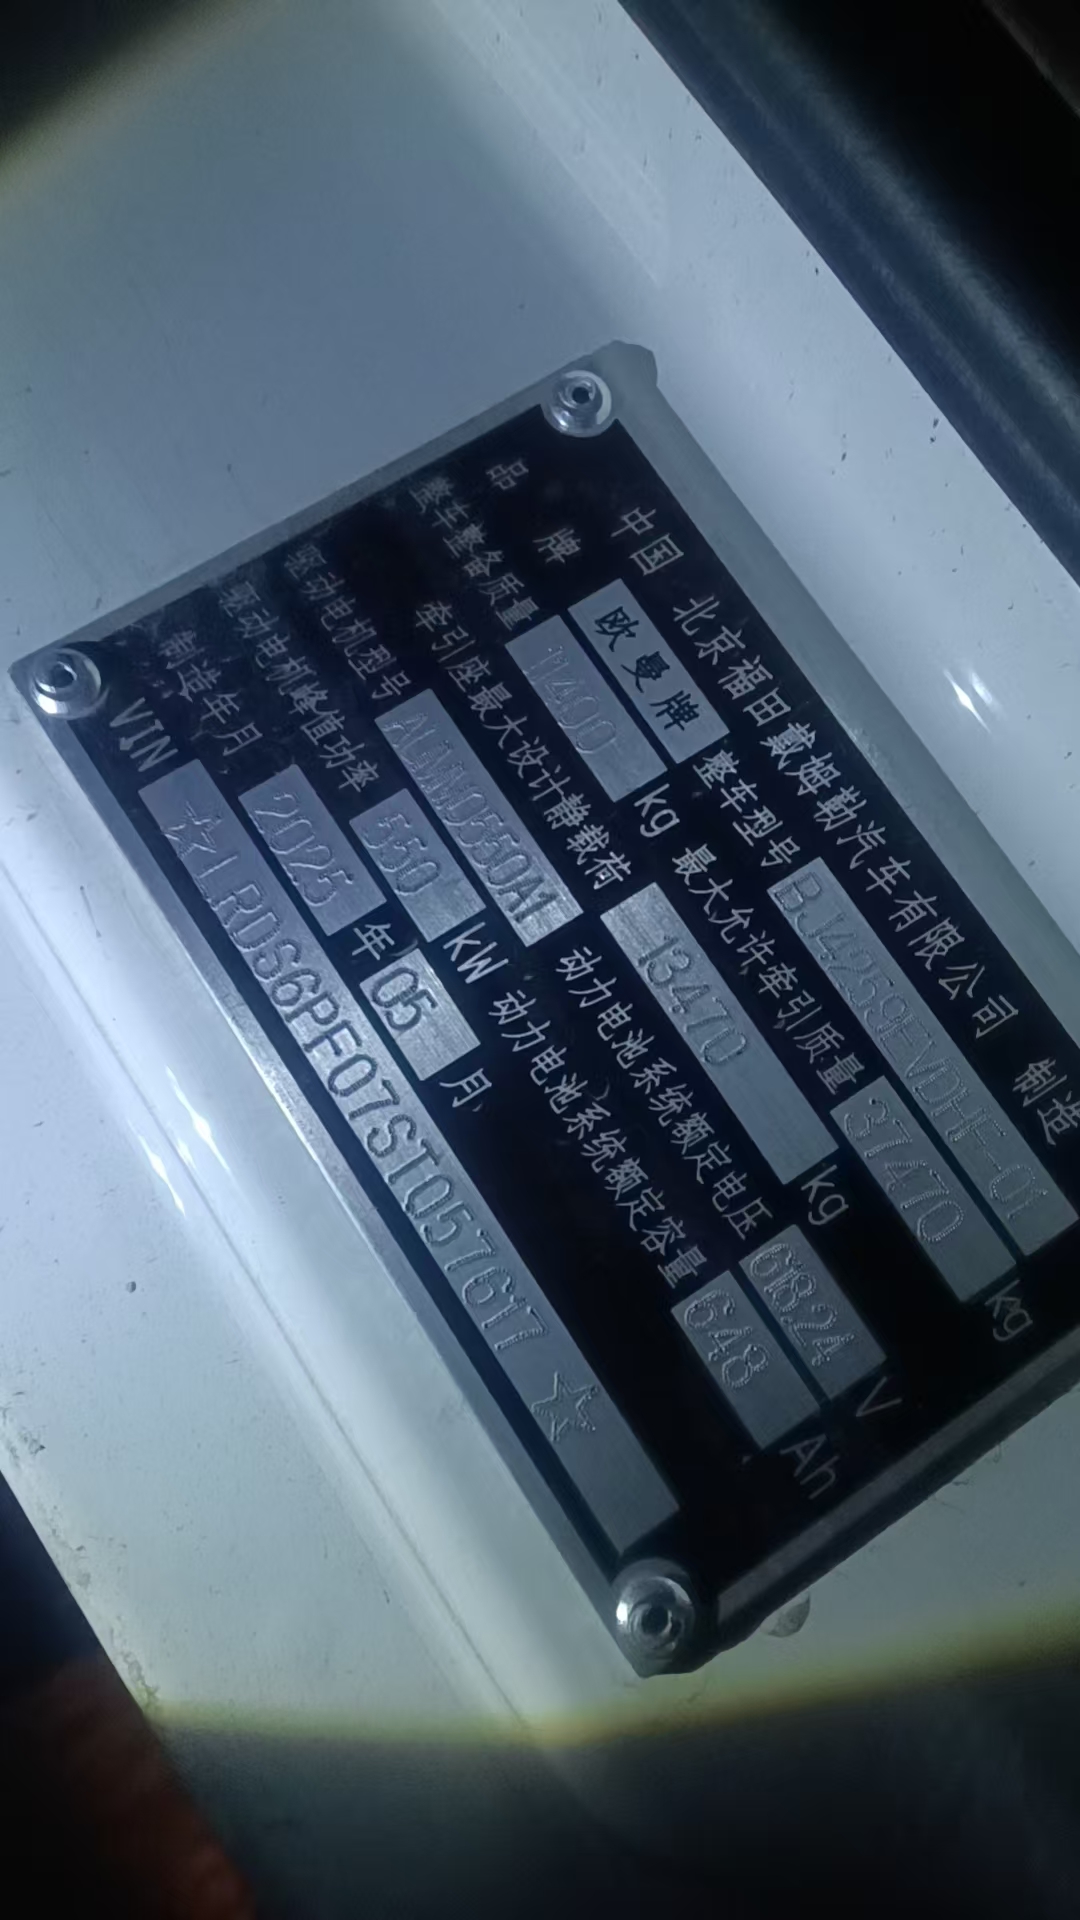 中国 北京福田戴姆勒汽车有限公司 制造
品牌 欧曼牌 整车型号 BJ4259EVDHF-01
整车整备质量 11400 kg 最大允许牵引质量 37470 kg
牵引座最大设计静载荷 13470 kg
驱动电机型号 AUMM0550A1 动力电池系统额定电压 618.24 V
驱动电机峰值功率 550 kW 动力电池系统额定容量 648 Ah
制造年月 2025 年 05 月
VIN ☆LRDS6PF07ST057617☆